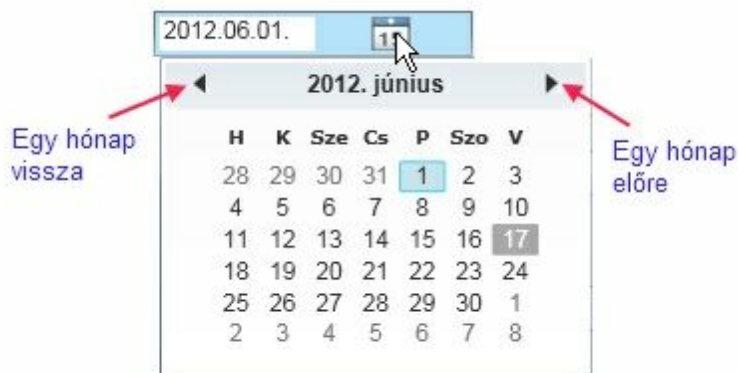 2012.06.01.
15
2012. június
Egy hónap
vissza
Egy hónap
előre
H K Sze Cs P Szo V
28 29 30 31 1 2 3
4 5 6 7 8 9 10
11 12 13 14 15 16 17
18 19 20 21 22 23 24
25 26 27 28 29 30 1
2 3 4 5 6 7 8